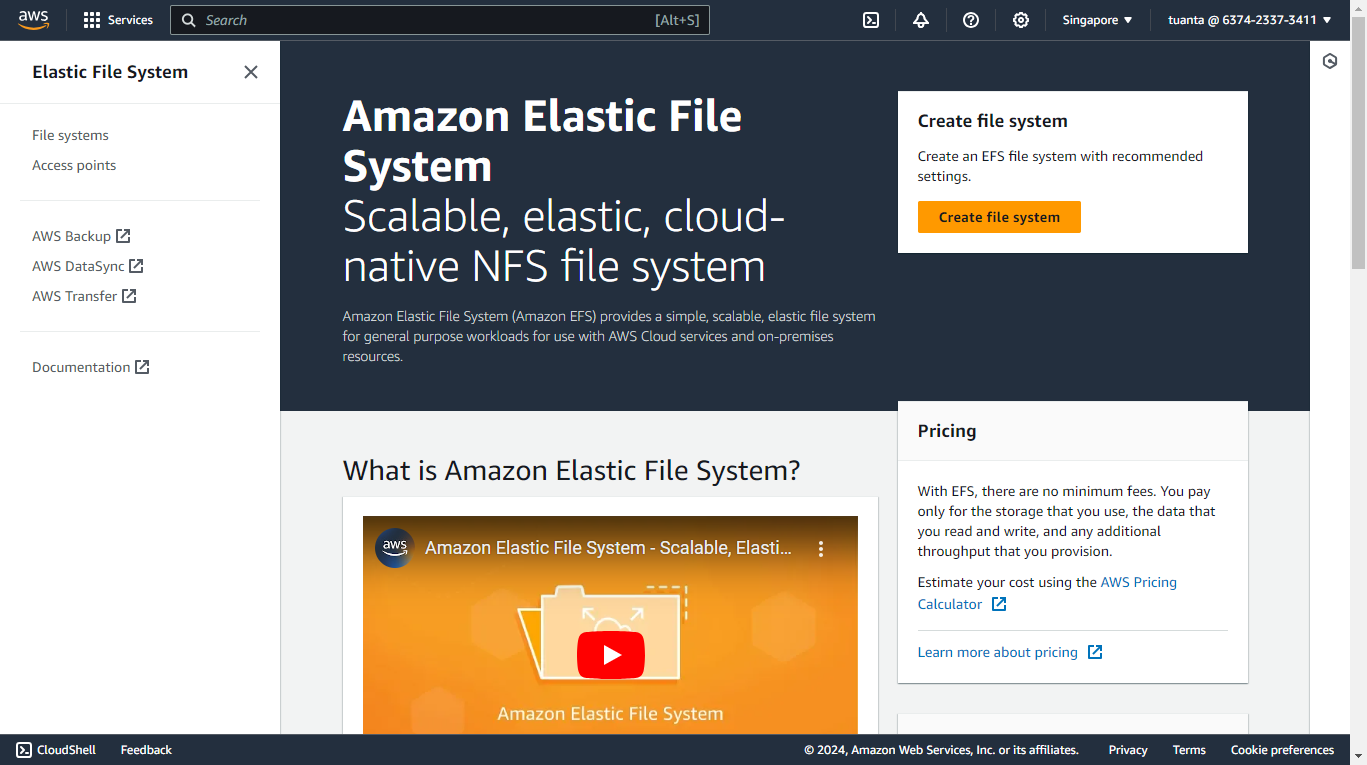 aws
Services
Search
[Alt+S]
Singapore
tuanta @ 6374-2337-3411
Elastic File System
File systems
Access points
AWS Backup
AWS DataSync
AWS Transfer
Documentation
Amazon Elastic File
System
Scalable, elastic, cloud-
native NFS file system
Amazon Elastic File System (Amazon EFS) provides a simple, scalable, elastic file system
for general purpose workloads for use with AWS Cloud services and on-premises
resources.
Create file system
Create an EFS file system with recommended
settings.
Create file system
What is Amazon Elastic File System?
aws
Amazon Elastic File System - Scalable, Elasti...
Amazon Elastic File System
Pricing
With EFS, there are no minimum fees. You pay
only for the storage that you use, the data that
you read and write, and any additional
throughput that you provision.
Estimate your cost using the AWS Pricing
Calculator
Learn more about pricing
CloudShell
Feedback
© 2024, Amazon Web Services, Inc. or its affiliates.
Privacy
Terms
Cookie preferences